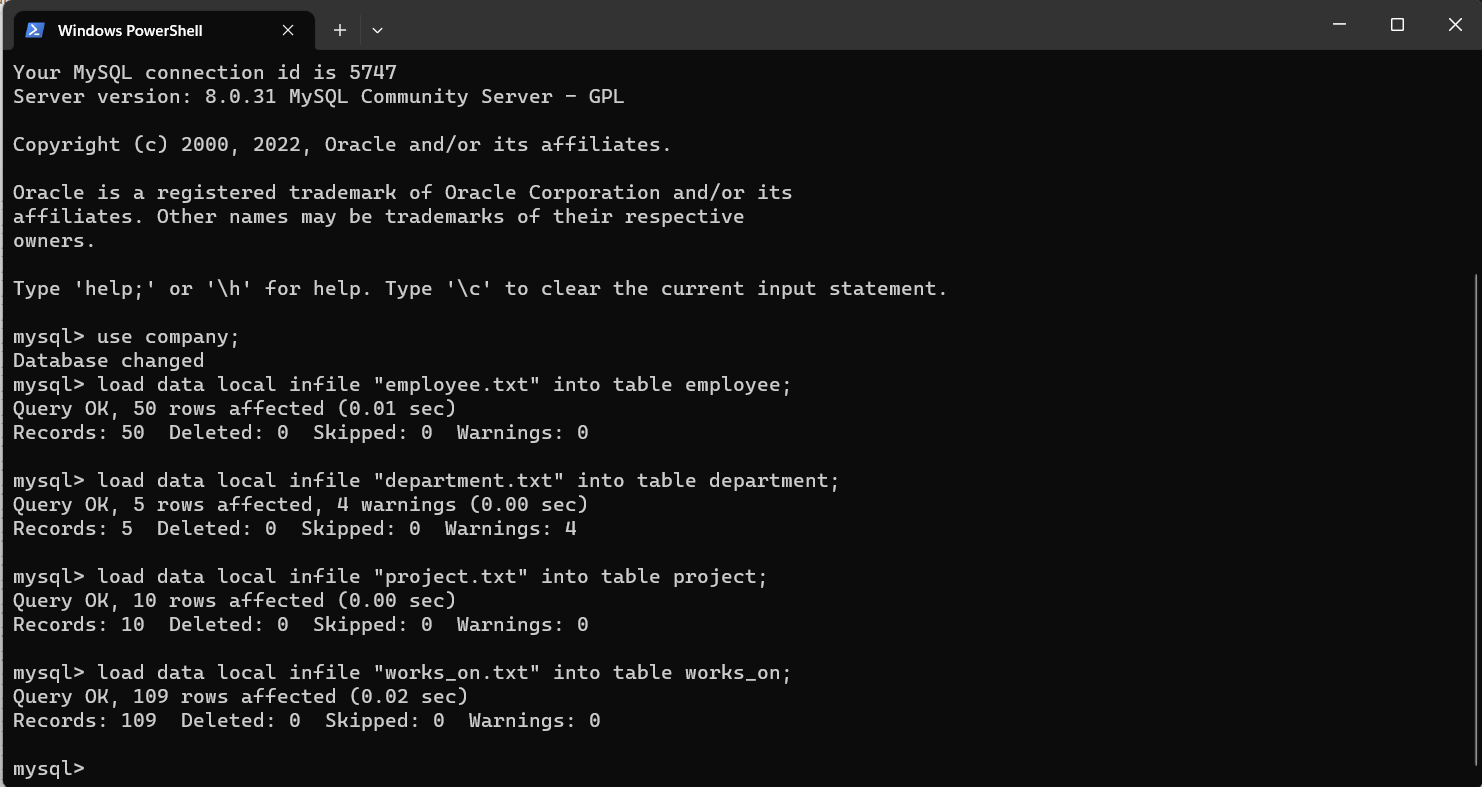 Windows PowerShell
Your MySQL connection id is 5747
Server version: 8.0.31 MySQL Community Server - GPL
Copyright (c) 2000, 2022, Oracle and/or its affiliates.
Oracle is a registered trademark of Oracle Corporation and/or its
affiliates. Other names may be trademarks of their respective
owners.
Type 'help;' or '\h' for help. Type '\c' to clear the current input statement.
mysql> use company;
Database changed
mysql> load data local infile "employee.txt" into table employee;
Query OK, 50 rows affected (0.01 sec)
Records: 50  Deleted: 0  Skipped: 0  Warnings: 0
mysql> load data local infile "department.txt" into table department;
Query OK, 5 rows affected, 4 warnings (0.00 sec)
Records: 5  Deleted: 0  Skipped: 0  Warnings: 4
mysql> load data local infile "project.txt" into table project;
Query OK, 10 rows affected (0.00 sec)
Records: 10  Deleted: 0  Skipped: 0  Warnings: 0
mysql> load data local infile "works_on.txt" into table works_on;
Query OK, 109 rows affected (0.02 sec)
Records: 109  Deleted: 0  Skipped: 0  Warnings: 0
mysql>